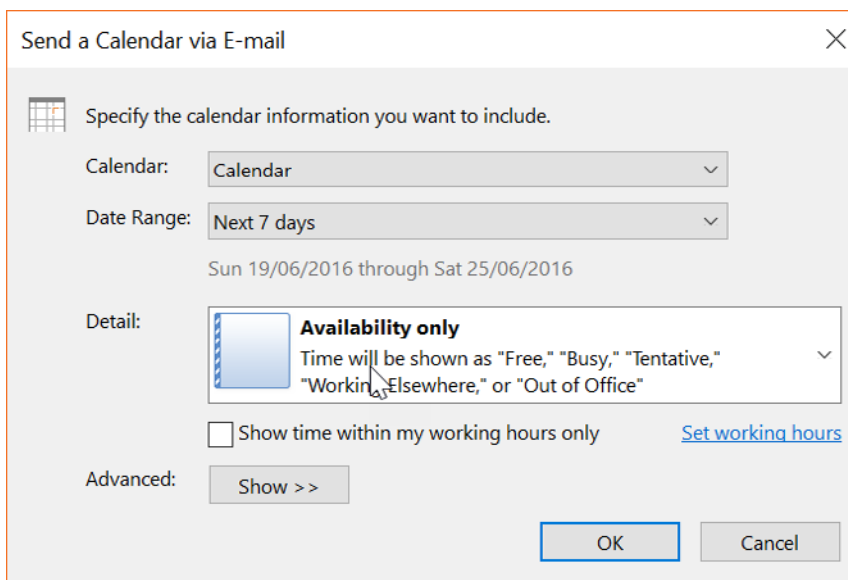 Send a Calendar via E-mail
Specify the calendar information you want to include.
Calendar: Calendar
Date Range: Next 7 days
Sun 19/06/2016 through Sat 25/06/2016
Detail: Availability only
Time will be shown as "Free," "Busy," "Tentative,"
"Working Elsewhere," or "Out of Office"
Show time within my working hours only Set working hours
Advanced: Show >>
OK Cancel